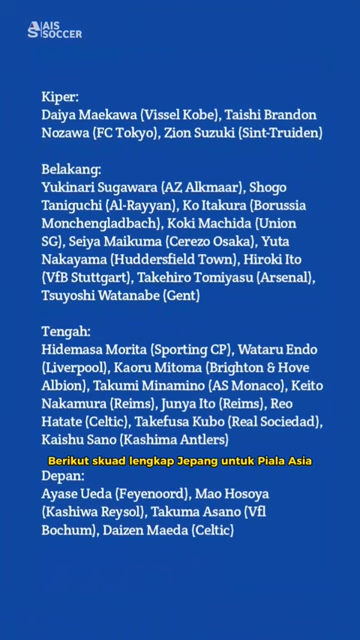 AIS
SOCCER
Kiper:
Daiya Maekawa (Vissel Kobe), Taishi Brandon
Nozawa (FC Tokyo), Zion Suzuki (Sint-Truiden)
Belakang:
Yukinari Sugawara (AZ Alkmaar), Shogo
Taniguchi (Al-Rayyan), Ko Itakura (Borussia
Monchengladbach), Koki Machida (Union
SG), Seiya Maikuma (Cerezo Osaka), Yuta
Nakayama (Huddersfield Town), Hiroki Ito
(VfB Stuttgart), Takehiro Tomiyasu (Arsenal),
Tsuyoshi Watanabe (Gent)
Tengah:
Hidemasa Morita (Sporting CP), Wataru Endo
(Liverpool), Kaoru Mitoma (Brighton & Hove
Albion), Takumi Minamino (AS Monaco), Keito
Nakamura (Reims), Junya Ito (Reims), Reo
Hatate (Celtic), Takefusa Kubo (Real Sociedad),
Kaishu Sano (Kashima Antlers)
Berikut skuad lengkap Jepang untuk Piala Asia
Depan:
Ayase Ueda (Feyenoord), Mao Hosoya
(Kashiwa Reysol), Takuma Asano (Vfl
Bochum), Daizen Maeda (Celtic)